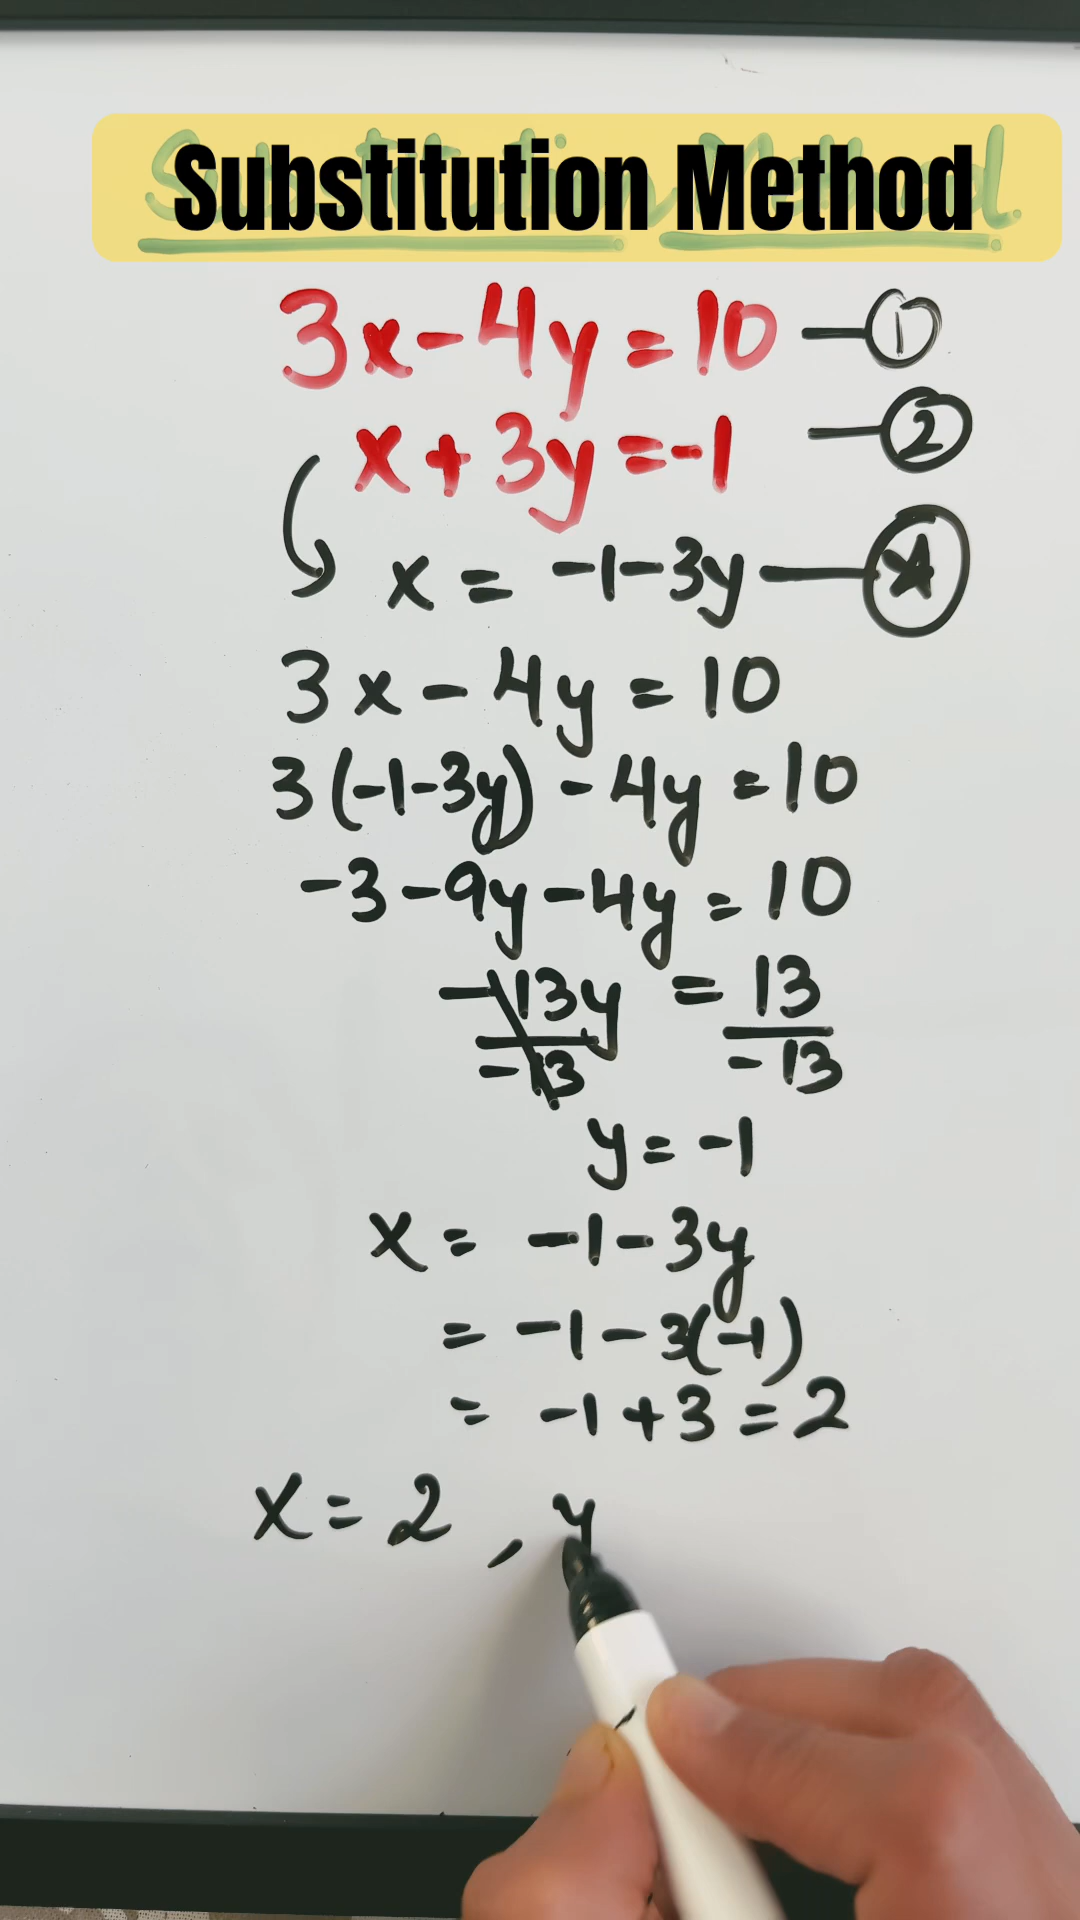 Substitution Method
3x - 4y = 10 — ①
x + 3y = -1 — ②
x = -1 - 3y — ⊛
3x - 4y = 10
3(-1-3y) - 4y = 10
-3 - 9y - 4y = 10
-13y/-13 = 13/-13
y = -1
x = -1 - 3y
= -1 - 3(-1)
= -1 + 3 = 2
x = 2 , y